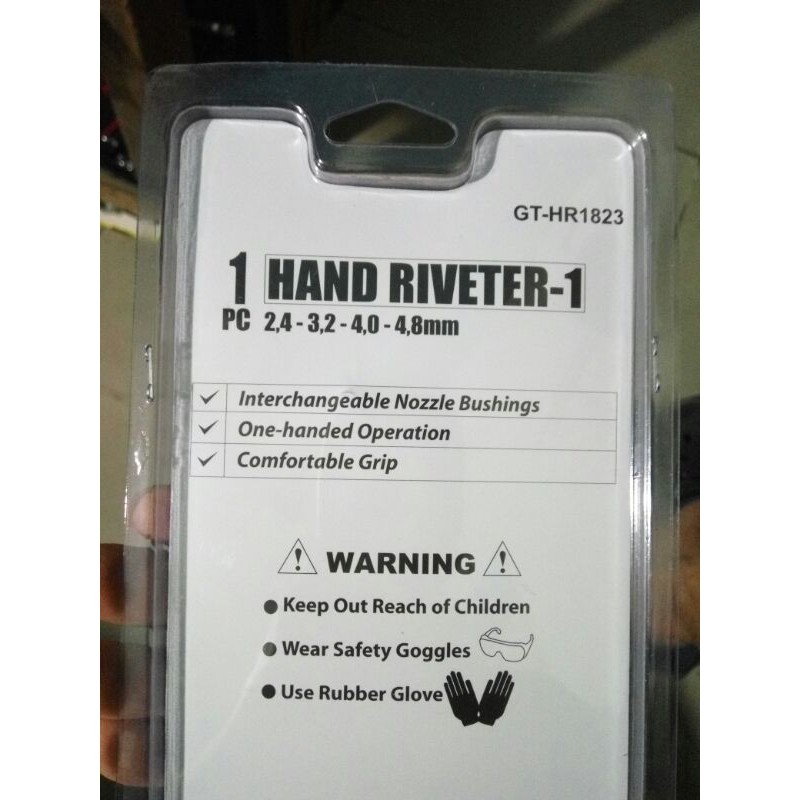 GT-HR1823
1 HAND RIVETER-1
PC 2,4 - 3,2 - 4,0 - 4,8mm
✓ Interchangeable Nozzle Bushings
✓ One-handed Operation
✓ Comfortable Grip
⚠ WARNING ⚠
● Keep Out Reach of Children
● Wear Safety Goggles
● Use Rubber Glove